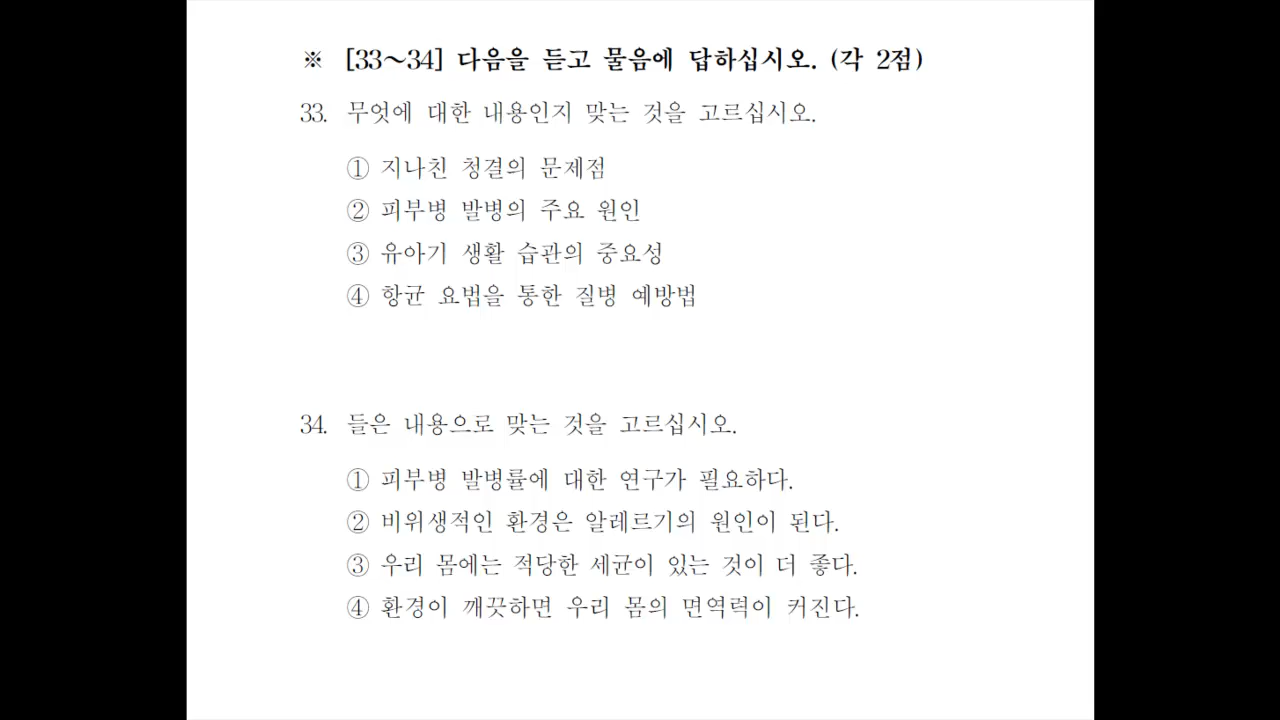 ※ [33~34] 다음을 듣고 물음에 답하십시오. (각 2점)
33. 무엇에 대한 내용인지 맞는 것을 고르십시오.
① 지나친 청결의 문제점
② 피부병 발병의 주요 원인
③ 유아기 생활 습관의 중요성
④ 항균 요법을 통한 질병 예방법
34. 들은 내용으로 맞는 것을 고르십시오.
① 피부병 발병률에 대한 연구가 필요하다.
② 비위생적인 환경은 알레르기의 원인이 된다.
③ 우리 몸에는 적당한 세균이 있는 것이 더 좋다.
④ 환경이 깨끗하면 우리 몸의 면역력이 커진다.